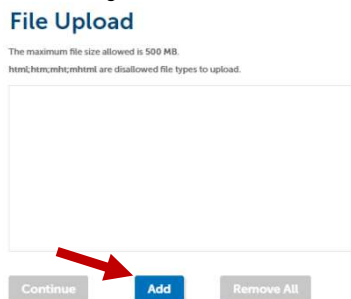 File Upload
The maximum file size allowed is 500 MB.
html;htm;mht;mhtml are disallowed file types to upload.
Continue Add Remove All